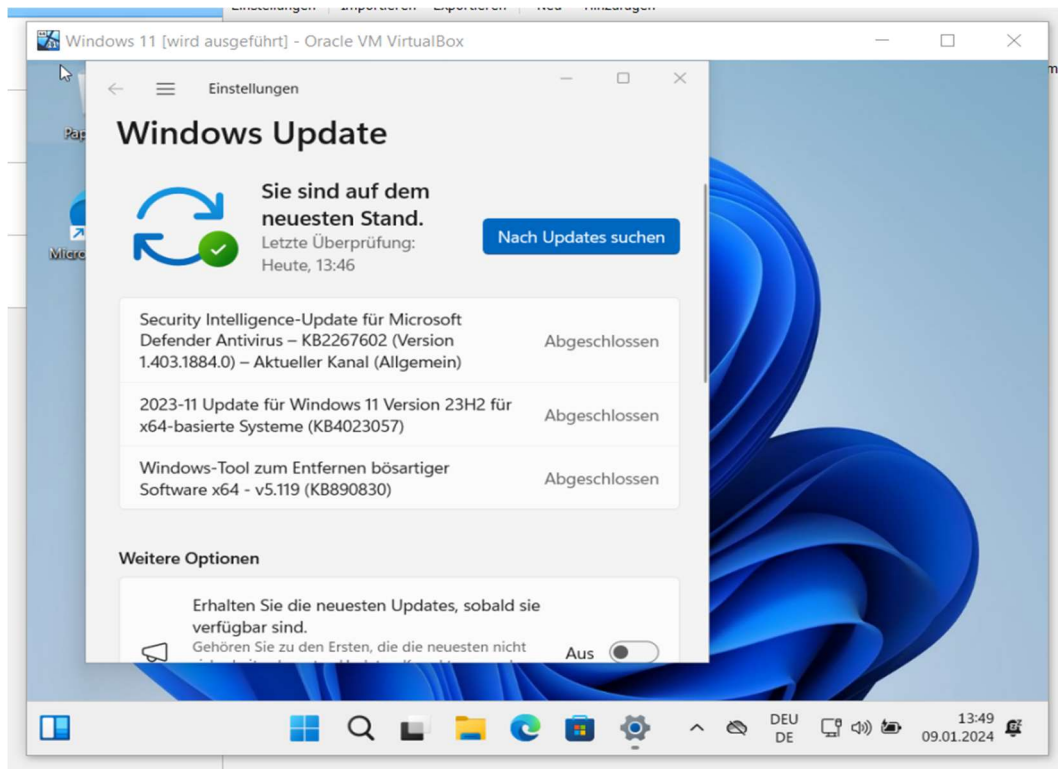 Windows 11 [wird ausgeführt] - Oracle VM VirtualBox
Einstellungen
Windows Update
Sie sind auf dem
neuesten Stand.
Letzte Überprüfung:
Heute, 13:46
Nach Updates suchen
Security Intelligence-Update für Microsoft
Defender Antivirus – KB2267602 (Version
1.403.1884.0) – Aktueller Kanal (Allgemein)
Abgeschlossen
2023-11 Update für Windows 11 Version 23H2 für
x64-basierte Systeme (KB4023057)
Abgeschlossen
Windows-Tool zum Entfernen bösartiger
Software x64 - v5.119 (KB890830)
Abgeschlossen
Weitere Optionen
Erhalten Sie die neuesten Updates, sobald sie
verfügbar sind.
Gehören Sie zu den Ersten, die die neuesten nicht
Aus
DEU
DE
13:49
09.01.2024